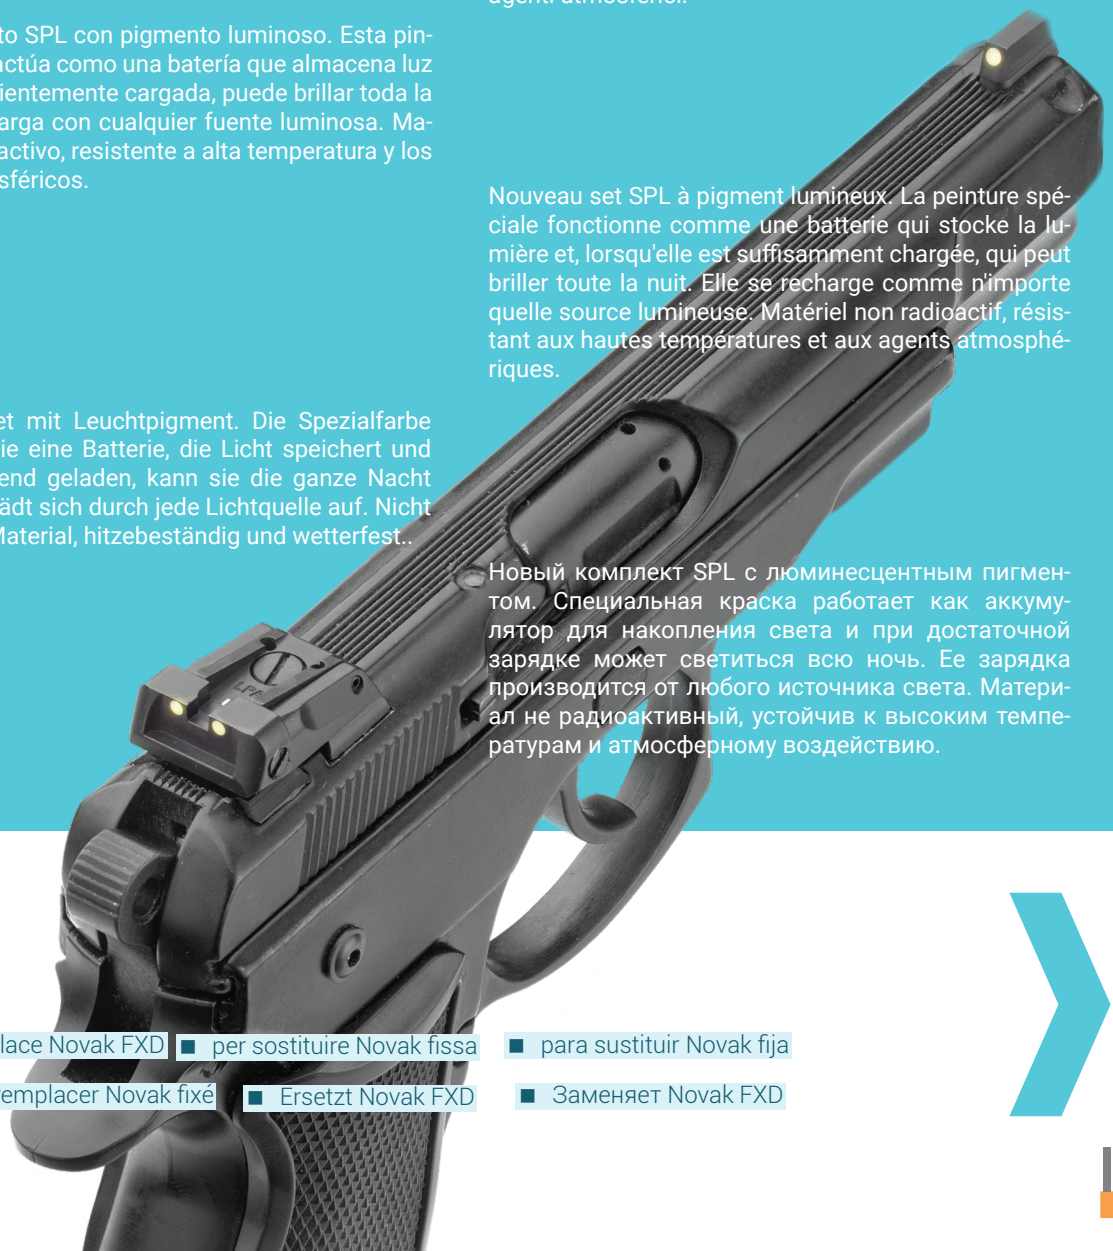 agenti atmosferici.
to SPL con pigmento luminoso. Esta pin-
actúa como una batería que almacena luz
ientemente cargada, puede brillar toda la
arga con cualquier fuente luminosa. Ma-
activo, resistente a alta temperatura y los
sféricos.
Nouveau set SPL à pigment lumineux. La peinture spé-
ciale fonctionne comme une batterie qui stocke la lu-
mière et, lorsqu'elle est suffisamment chargée, qui peut
briller toute la nuit. Elle se recharge comme n'importe
quelle source lumineuse. Matériel non radioactif, résis-
tant aux hautes températures et aux agents atmosphé-
riques.
et mit Leuchtpigment. Die Spezialfarbe
ie eine Batterie, die Licht speichert und
end geladen, kann sie die ganze Nacht
ädt sich durch jede Lichtquelle auf. Nicht
Material, hitzebeständig und wetterfest..
Новый комплект SPL с люминесцентным пигмен-
том. Специальная краска работает как аккуму-
лятор для накопления света и при достаточной
зарядке может светиться всю ночь. Ее зарядка
производится от любого источника света. Матери-
ал не радиоактивный, устойчив к высоким темпе-
ратурам и атмосферному воздействию.
LPA
lace Novak FXD ■ per sostituire Novak fissa ■ para sustituir Novak fija
remplacer Novak fixé ■ Ersetzt Novak FXD ■ Заменяет Novak FXD